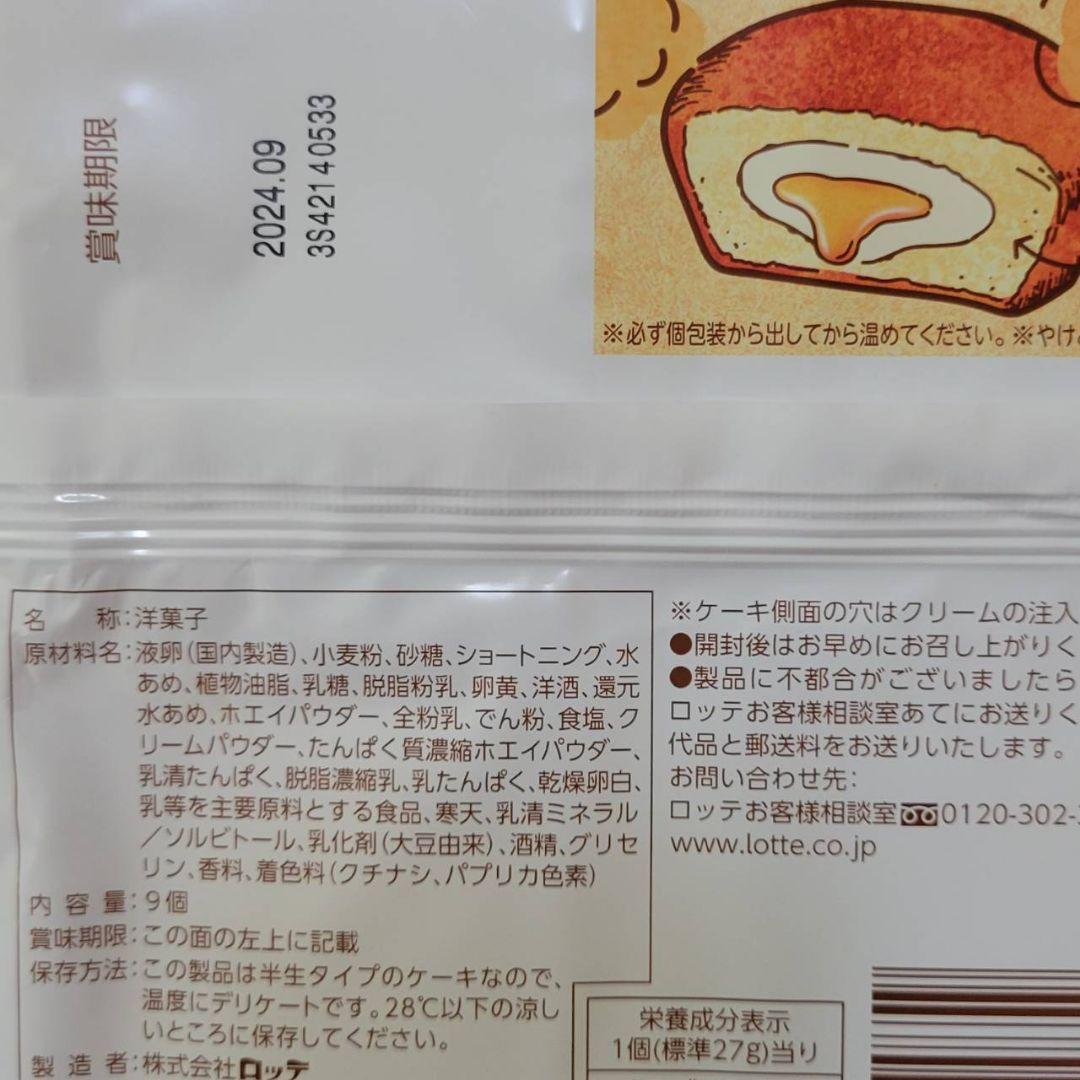 賞味期限
2024.09
3S42140533
※必ず個包装から出してから温めてください。※やけ
名　　称:洋菓子
原材料名:液卵(国内製造)、小麦粉、砂糖、ショートニング、水
あめ、植物油脂、乳糖、脱脂粉乳、卵黄、洋酒、還元
水あめ、ホエイパウダー、全粉乳、でん粉、食塩、ク
リームパウダー、たんぱく質濃縮ホエイパウダー、
乳清たんぱく、脱脂濃縮乳、乳たんぱく、乾燥卵白、
乳等を主要原料とする食品、寒天、乳清ミネラル
/ソルビトール、乳化剤(大豆由来)、酒精、グリセ
リン、香料、着色料(クチナシ、パプリカ色素)
内容量:9個
賞味期限:この面の左上に記載
保存方法:この製品は半生タイプのケーキなので、
温度にデリケートです。28℃以下の涼し
いところに保存してください。
製造者:株式会社ロッテ
※ケーキ側面の穴はクリームの注入
●開封後はお早めにお召し上がりく
●製品に不都合がございましたら
ロッテお客様相談室あてにお送りく
代品と郵送料をお送りいたします。
お問い合わせ先:
ロッテお客様相談室 0120-302-
www.lotte.co.jp
栄養成分表示
1個(標準27g)当り